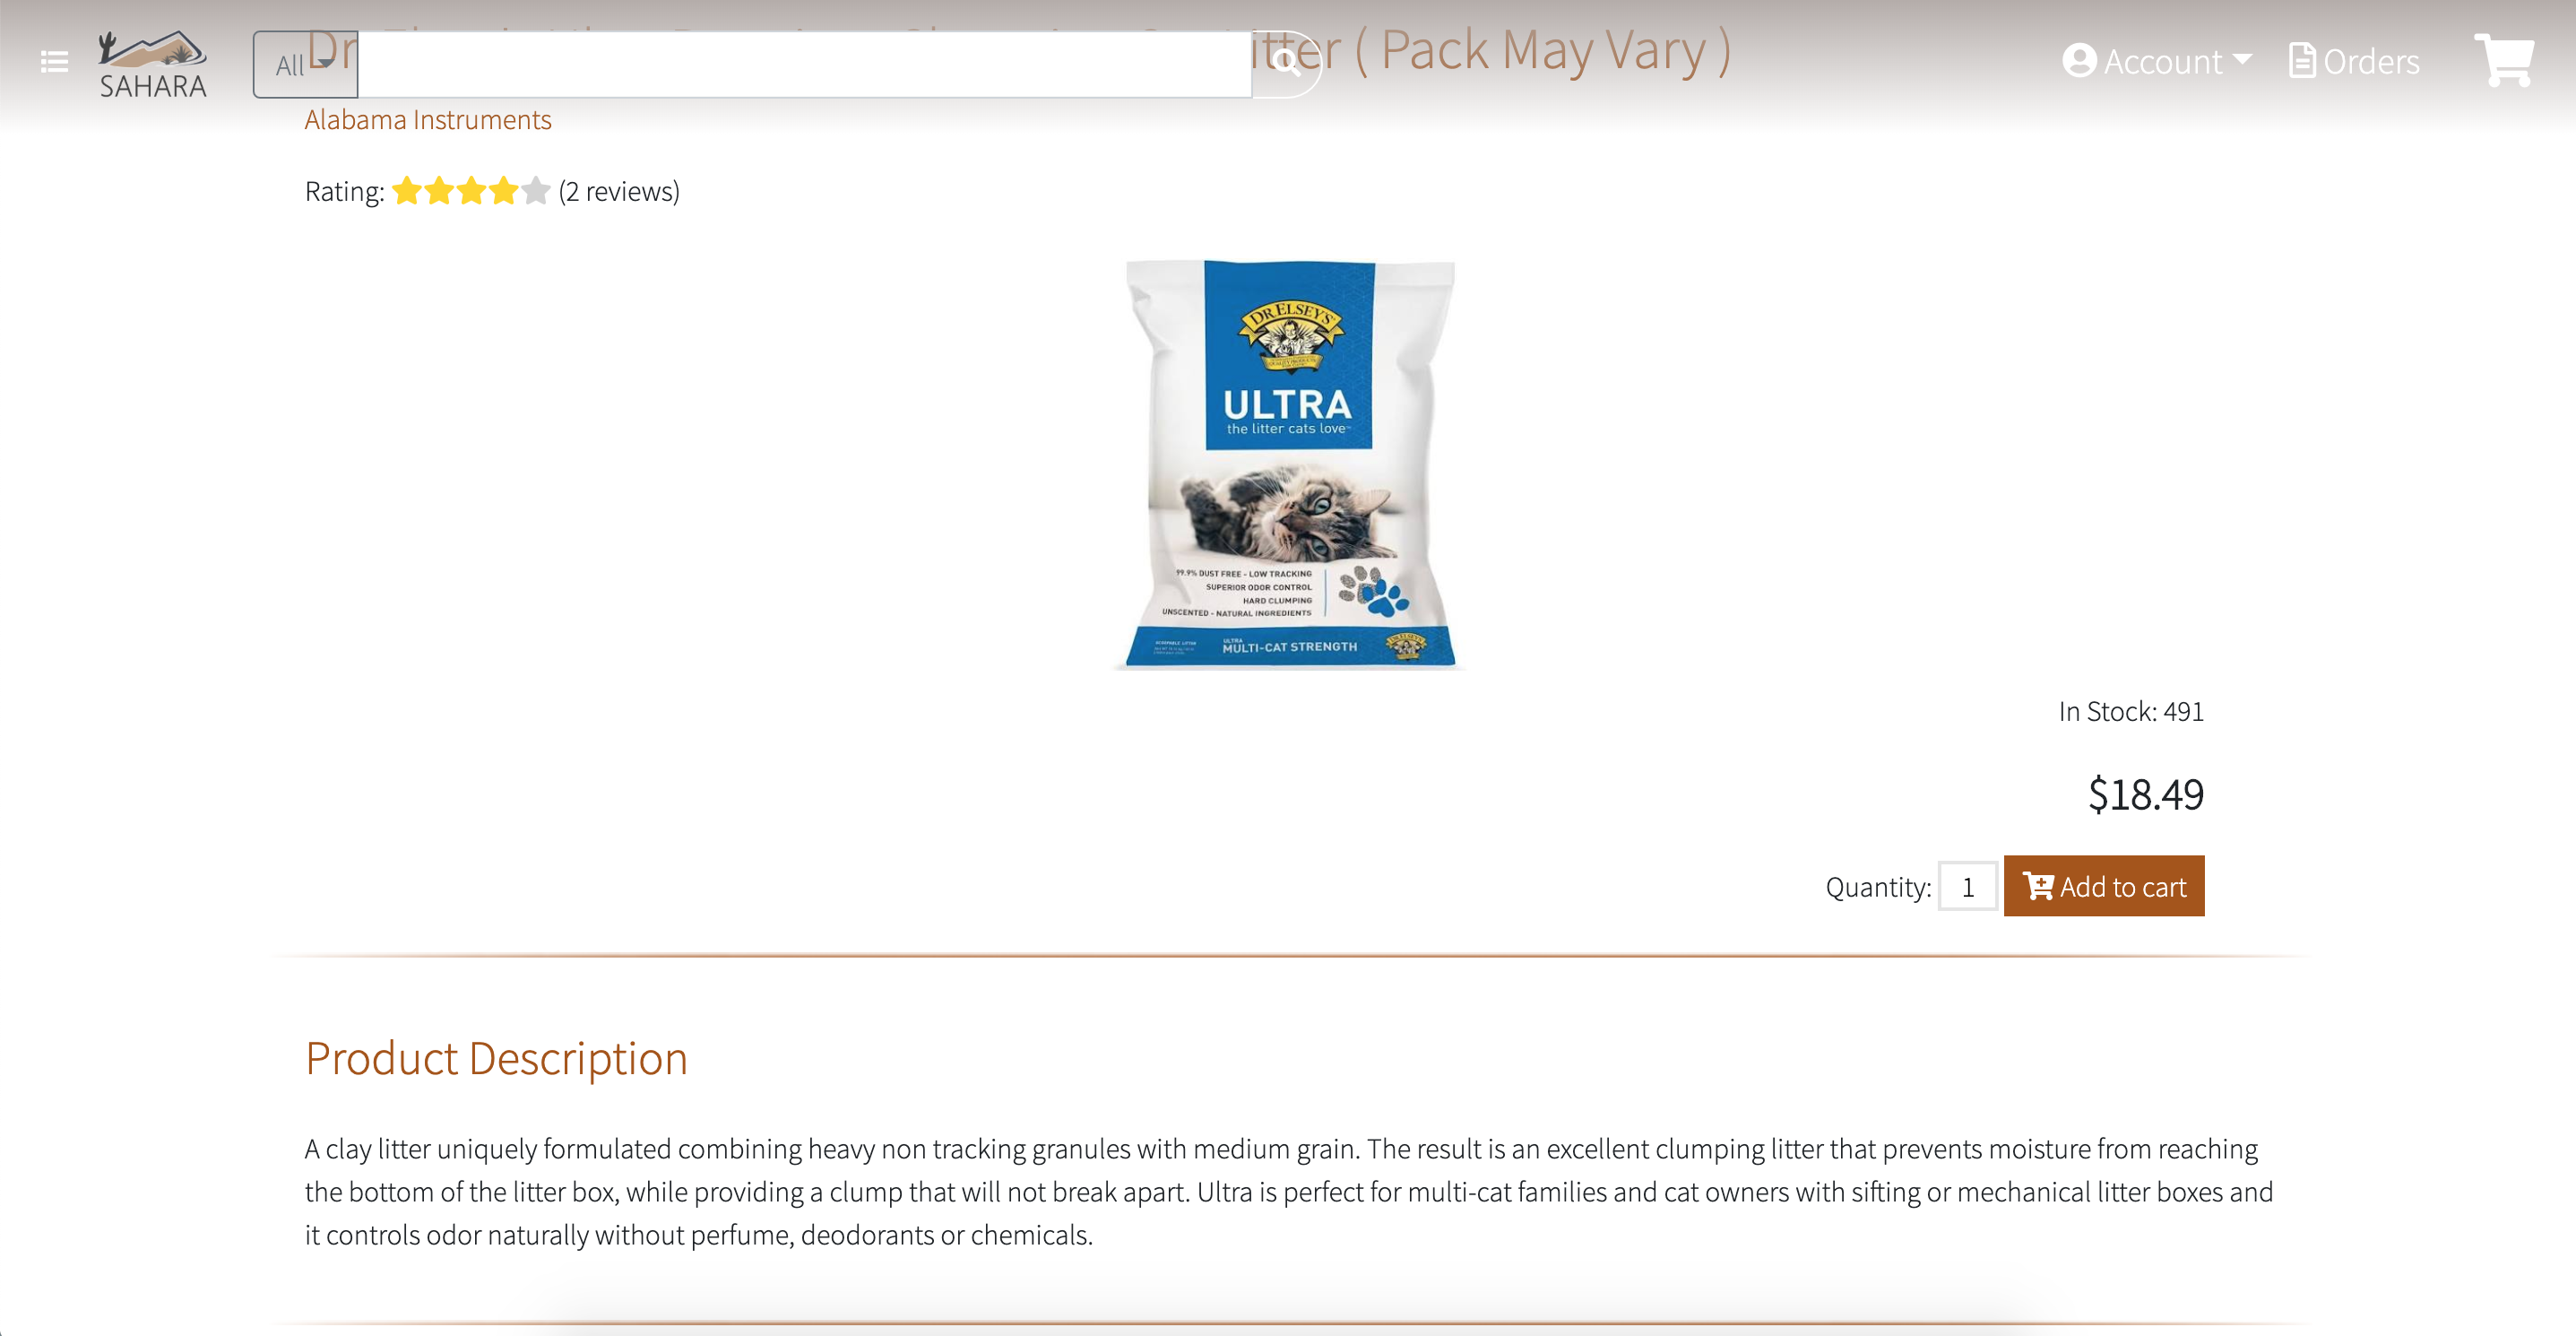 Dr Litter ( Pack May Vary )
All
SAHARA
Account
Orders
Alabama Instruments
Rating: (2 reviews)
DR.ELSEY'S
ULTRA
the litter cats love
99.9% DUST FREE - LOW TRACKING
SUPERIOR ODOR CONTROL
HARD CLUMPING
UNSCENTED - NATURAL INGREDIENTS
ULTRA
MULTI-CAT STRENGTH
In Stock: 491
$18.49
Quantity: 1 Add to cart
Product Description
A clay litter uniquely formulated combining heavy non tracking granules with medium grain. The result is an excellent clumping litter that prevents moisture from reaching
the bottom of the litter box, while providing a clump that will not break apart. Ultra is perfect for multi-cat families and cat owners with sifting or mechanical litter boxes and
it controls odor naturally without perfume, deodorants or chemicals.